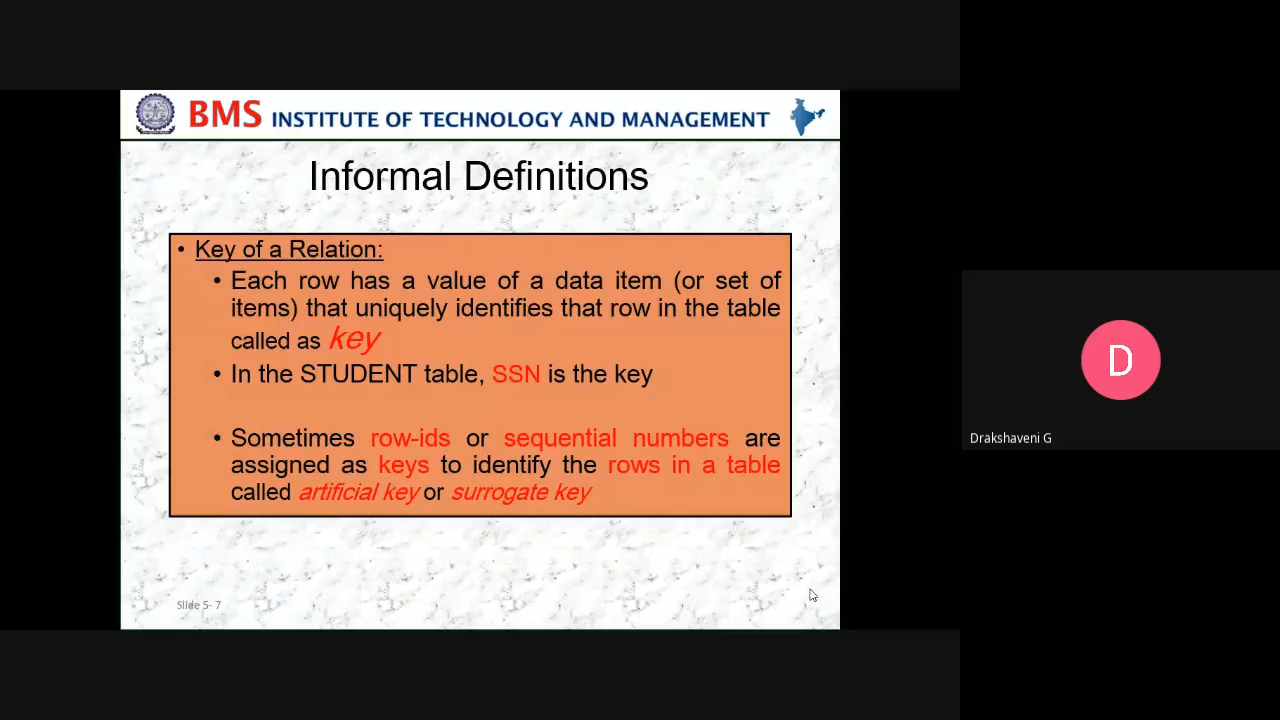 BMS INSTITUTE OF TECHNOLOGY AND MANAGEMENT
Informal Definitions
• Key of a Relation:
• Each row has a value of a data item (or set of
items) that uniquely identifies that row in the table
called as key
• In the STUDENT table, SSN is the key
• Sometimes row-ids or sequential numbers are
assigned as keys to identify the rows in a table
called artificial key or surrogate key
Slide 5- 7
D
Drakshaveni G